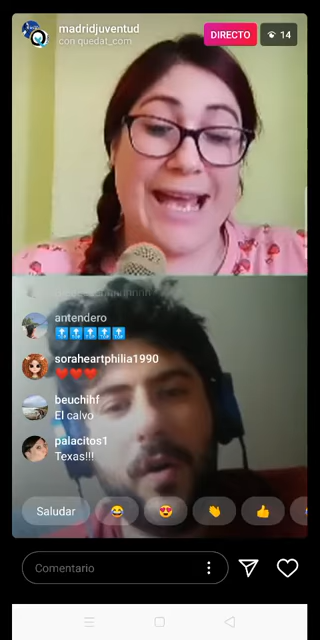 madridjuventud
con quedat_com
DIRECTO
14
antendero
🔝🔝🔝🔝🔝
soraheartphilia1990
❤️❤️❤️
beuchihf
El calvo
palacitos1
Texas!!!
Saludar
Comentario